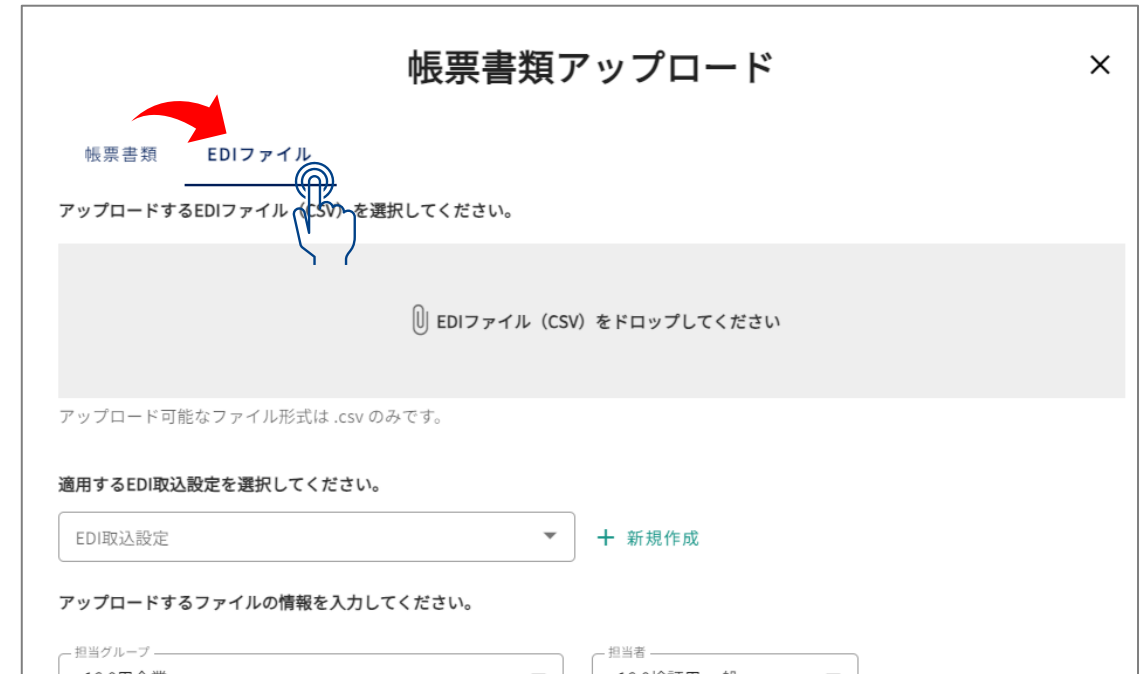 帳票書類アップロード
帳票書類 EDIファイル
アップロードするEDIファイル（CSV）を選択してください。
EDIファイル（CSV）をドロップしてください
アップロード可能なファイル形式は .csv のみです。
適用するEDI取込設定を選択してください。
EDI取込設定
+ 新規作成
アップロードするファイルの情報を入力してください。
担当グループ 担当者